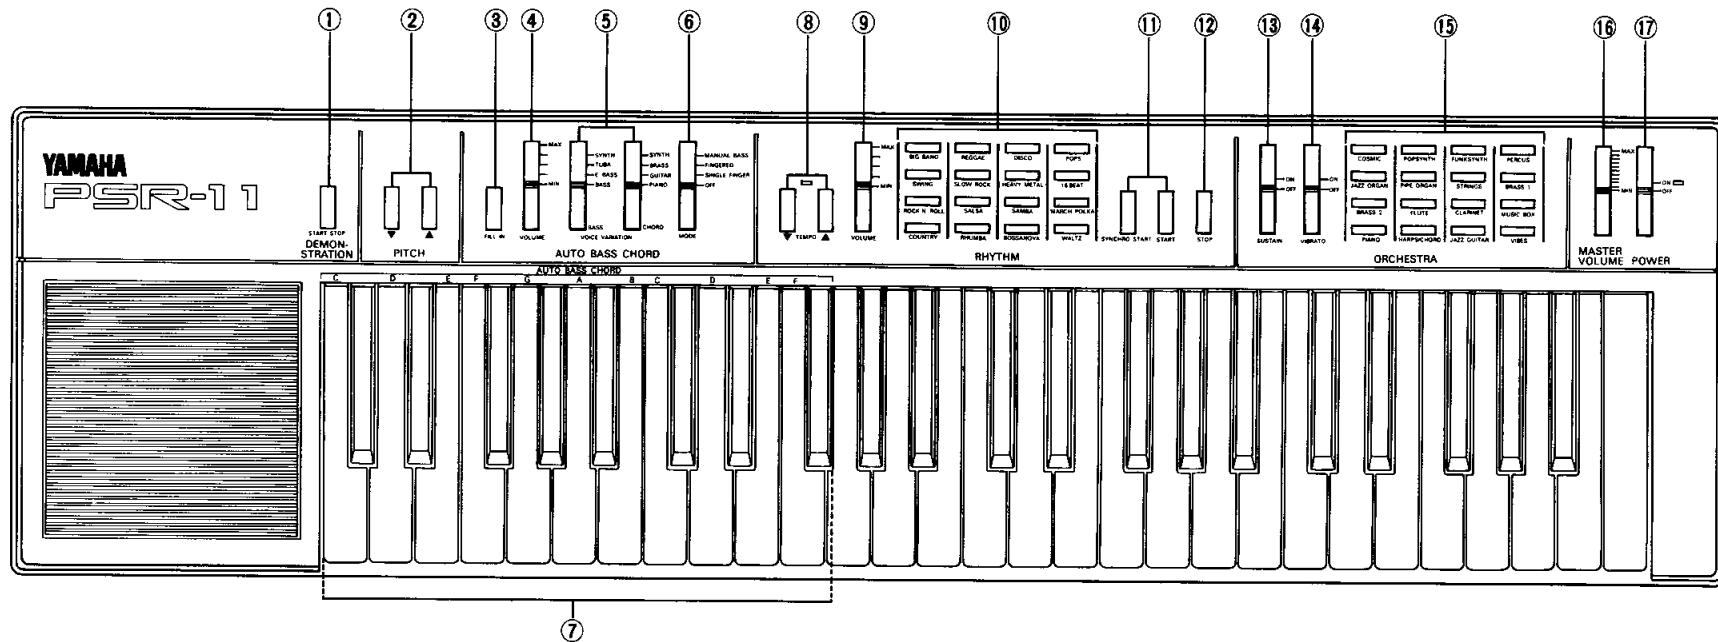 ① ② ③ ④ ⑤ ⑥ ⑧ ⑨ ⑩ ⑪ ⑫ ⑬ ⑭ ⑮ ⑯ ⑰
YAMAHA
PSR-11
START STOP
DEMON-
STRATION
PITCH
FILL IN
MAX
MIN
VOLUME
SYNTH
TUBA
E BASS
BASS
BASS
SYNTH
BRASS
GUITAR
PIANO
CHORD
VOICE VARIATION
MANUAL BASS
FINGERED
SINGLE FINGER
OFF
MODE
AUTO BASS CHORD
▼ TEMPO ▲
MAX
MIN
VOLUME
BIG BAND REGGAE DISCO POPS
SWING SLOW ROCK HEAVY METAL 16 BEAT
ROCK N ROLL SALSA SAMBA MARCH POLKA
COUNTRY RHUMBA BOSSANOVA WALTZ
SYNCHRO START START STOP
RHYTHM
ON
OFF
SUSTAIN
ON
OFF
VIBRATO
COSMIC POPSYNTH FUNKSYNTH PERCUS
JAZZ ORGAN PIPE ORGAN STRINGS BRASS 1
BRASS 2 FLUTE CLARINET MUSIC BOX
PIANO HARPSICHORD JAZZ GUITAR VIBES
ORCHESTRA
MAX
MIN
MASTER
VOLUME
ON
OFF
POWER
AUTO BASS CHORD
C D E F G A B C D E F
⑦